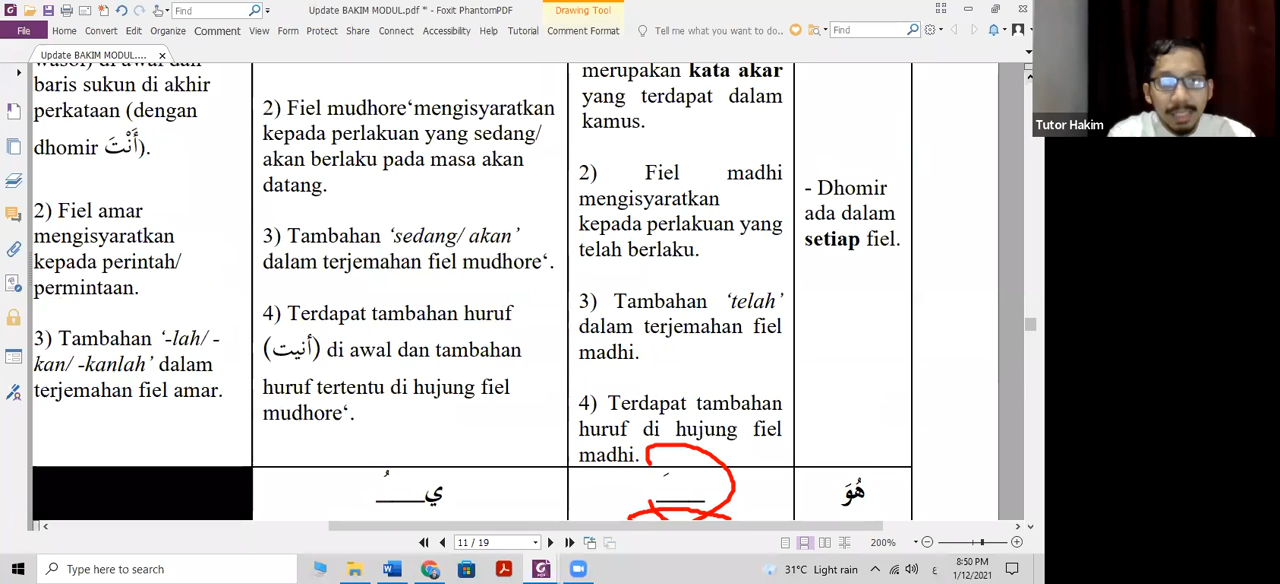 Find
Update BAKIM MODUL.pdf * - Foxit PhantomPDF
Drawing Tool
File Home Convert Edit Organize Comment View Form Protect Share Connect Accessibility Help Tutorial Comment Format
Tell me what you want to do..
Find
Update BAKIM MODUL....
baris sukun di akhir
perkataan (dengan
dhomir أَنْتَ).
2) Fiel amar
mengisyaratkan
kepada perintah/
permintaan.
3) Tambahan ‘-lah/ -
kan/ -kanlah’ dalam
terjemahan fiel amar.
2) Fiel mudhore‘mengisyaratkan
kepada perlakuan yang sedang/
akan berlaku pada masa akan
datang.
3) Tambahan ‘sedang/ akan’
dalam terjemahan fiel mudhore‘.
4) Terdapat tambahan huruf
(أنيت) di awal dan tambahan
huruf tertentu di hujung fiel
mudhore‘.
merupakan kata akar
yang terdapat dalam
kamus.
2) Fiel madhi
mengisyaratkan
kepada perlakuan yang
telah berlaku.
3) Tambahan ‘telah’
dalam terjemahan fiel
madhi.
4) Terdapat tambahan
huruf di hujung fiel
madhi.
- Dhomir
ada dalam
setiap fiel.
يـــُ
ـــَ
هُوَ
Tutor Hakim
11 / 19
200%
Type here to search
31°C Light rain
ع
8:50 PM
1/12/2021